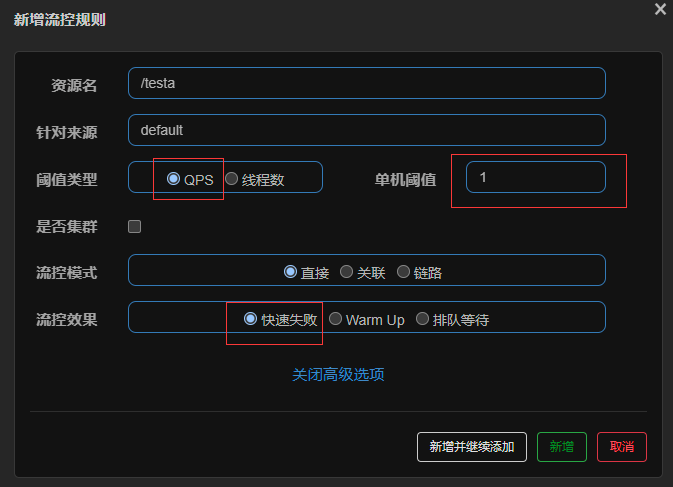 新增流控规则
资源名 /testa
针对来源 default
阈值类型 QPS 线程数 单机阈值 1
是否集群
流控模式 直接 关联 链路
流控效果 快速失败 Warm Up 排队等待
关闭高级选项
新增并继续添加 新增 取消